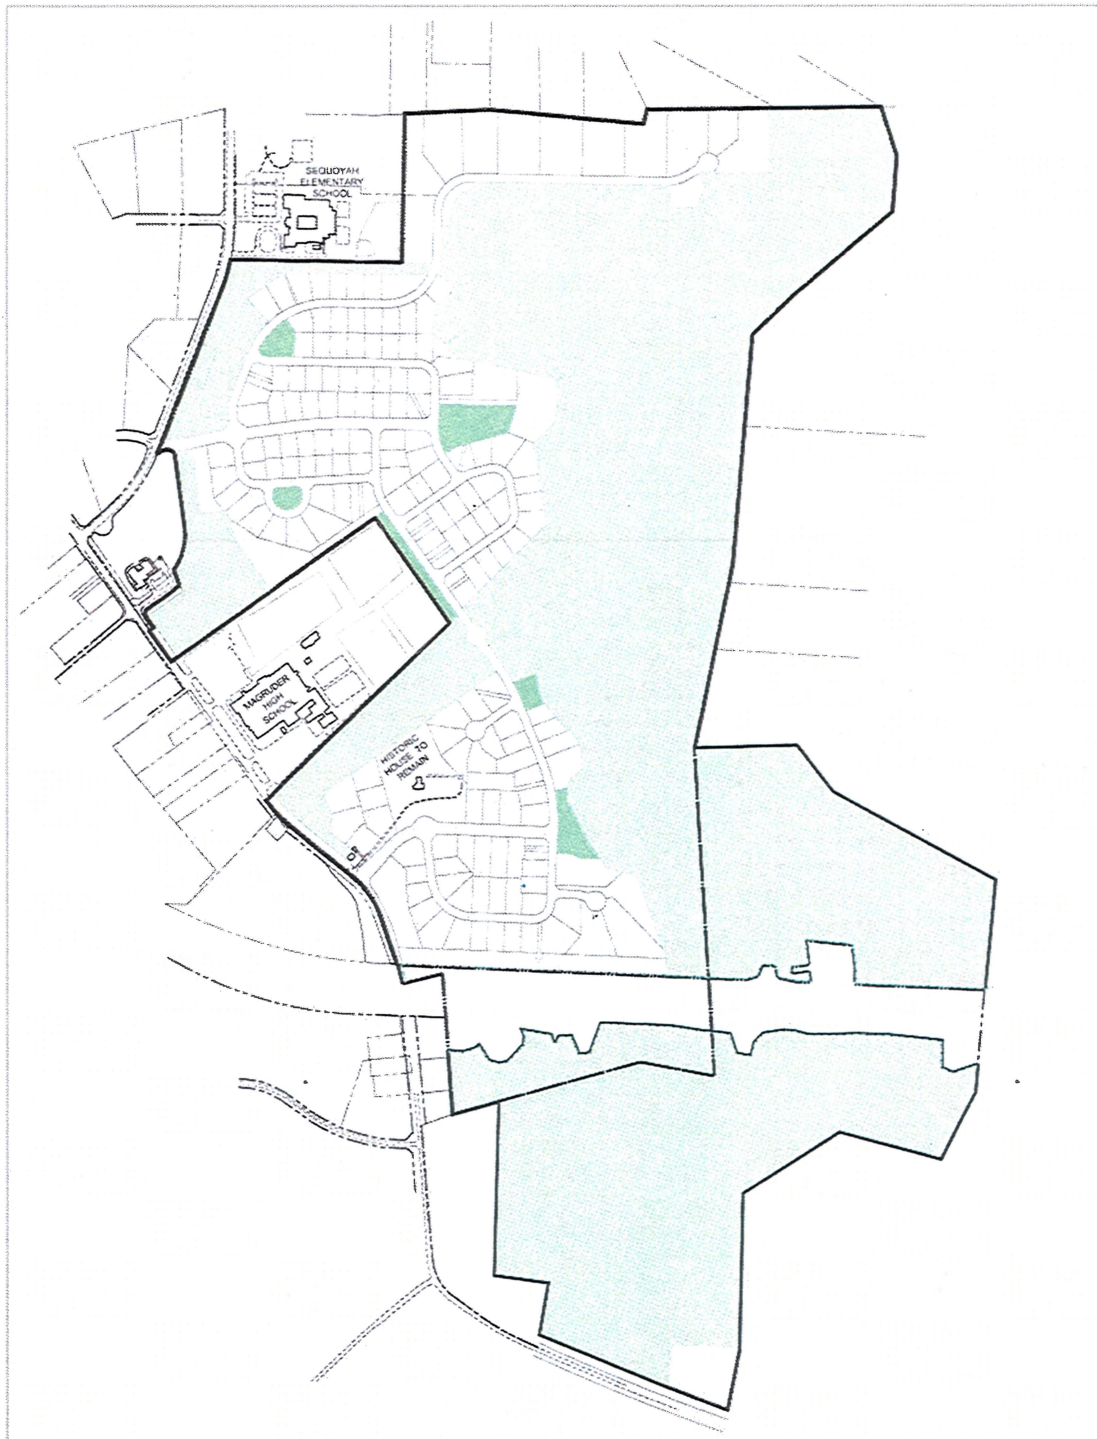 SEQUOYAH
ELEMENTARY
SCHOOL
MAGRUDER
HIGH
SCHOOL
HISTORIC
HOUSE TO
REMAIN